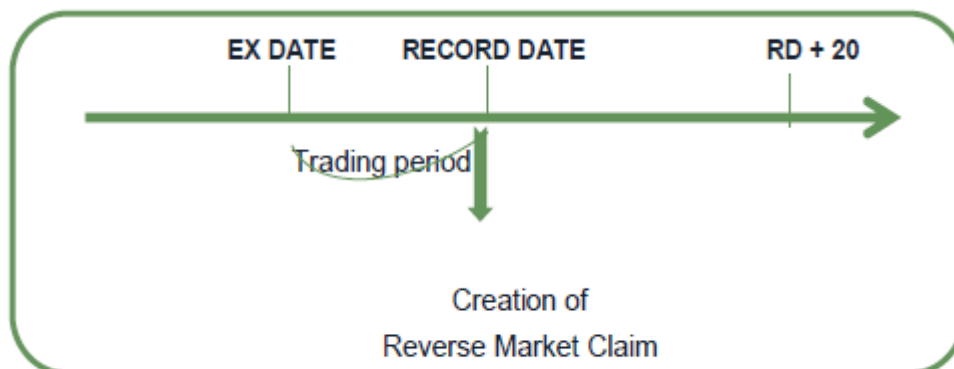 EX DATE RECORD DATE RD + 20
Trading period
Creation of
Reverse Market Claim